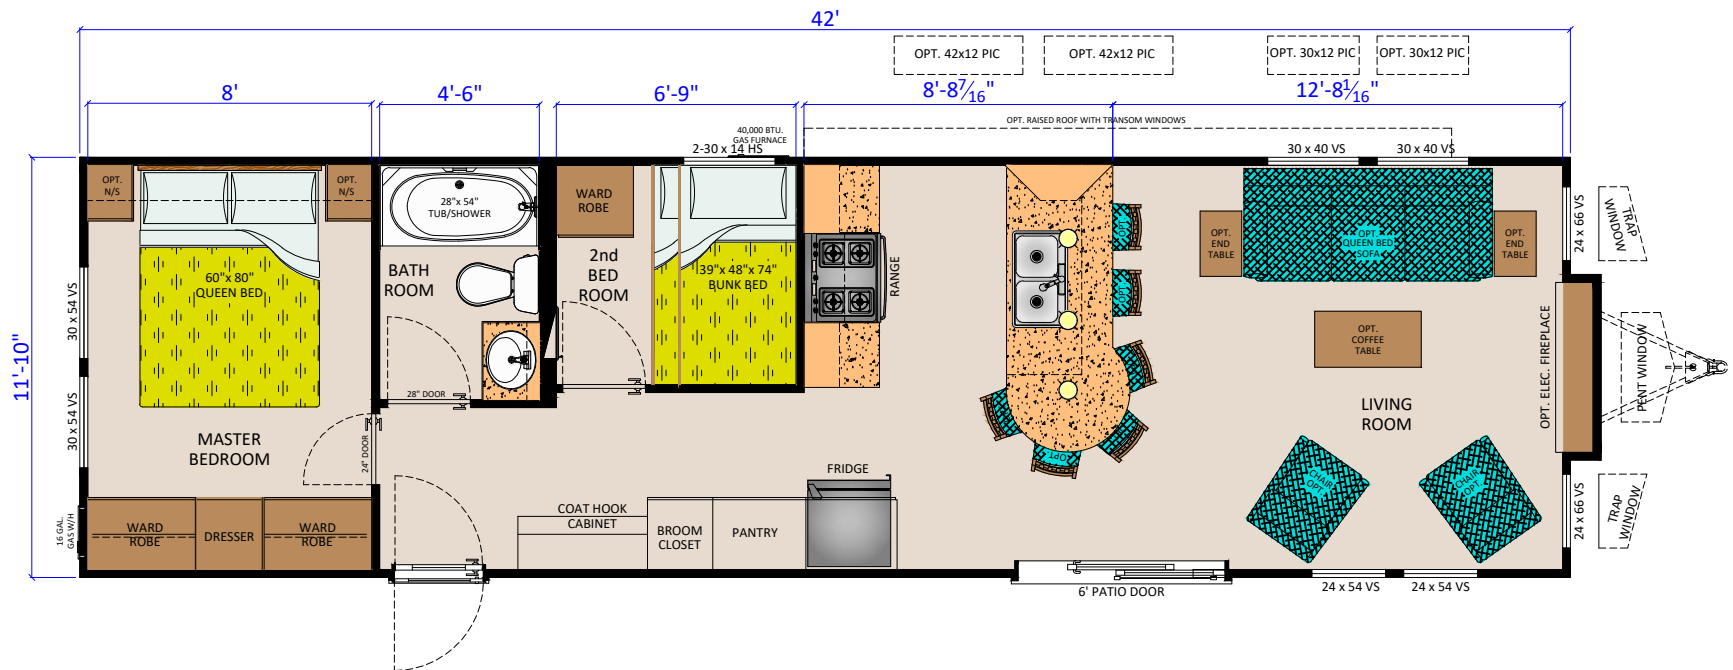 42'
OPT. 42x12 PIC
OPT. 42x12 PIC
OPT. 30x12 PIC
OPT. 30x12 PIC
8'
4'-6"
6'-9"
8'-8 7/16"
12'-8 1/16"
OPT. RAISED ROOF WITH TRANSOM WINDOWS
40,000 BTU.
GAS FURNACE
2-30 x 14 HS
30 x 40 VS
30 x 40 VS
11'-10"
30 x 54 VS
30 x 54 VS
16 GAL.
GAS W/H
OPT.
N/S
OPT.
N/S
60"x 80"
QUEEN BED
MASTER
BEDROOM
WARD
ROBE
DRESSER
WARD
ROBE
28"x 54"
TUB/SHOWER
BATH
ROOM
28" DOOR
24" DOOR
WARD
ROBE
2nd
BED
ROOM
39"x 48"x 74"
BUNK BED
RANGE
COAT HOOK
CABINET
BROOM
CLOSET
PANTRY
FRIDGE
OPT.
OPT.
OPT.
OPT.
END
TABLE
OPT.
QUEEN BED
SOFA
OPT.
END
TABLE
OPT.
COFFEE
TABLE
LIVING
ROOM
OPT. ELEC. FIREPLACE
CHAIR
OPT.
CHAIR
OPT.
24 x 66 VS
TRAP
WINDOW
PENT WINDOW
24 x 66 VS
TRAP
WINDOW
6' PATIO DOOR
24 x 54 VS
24 x 54 VS